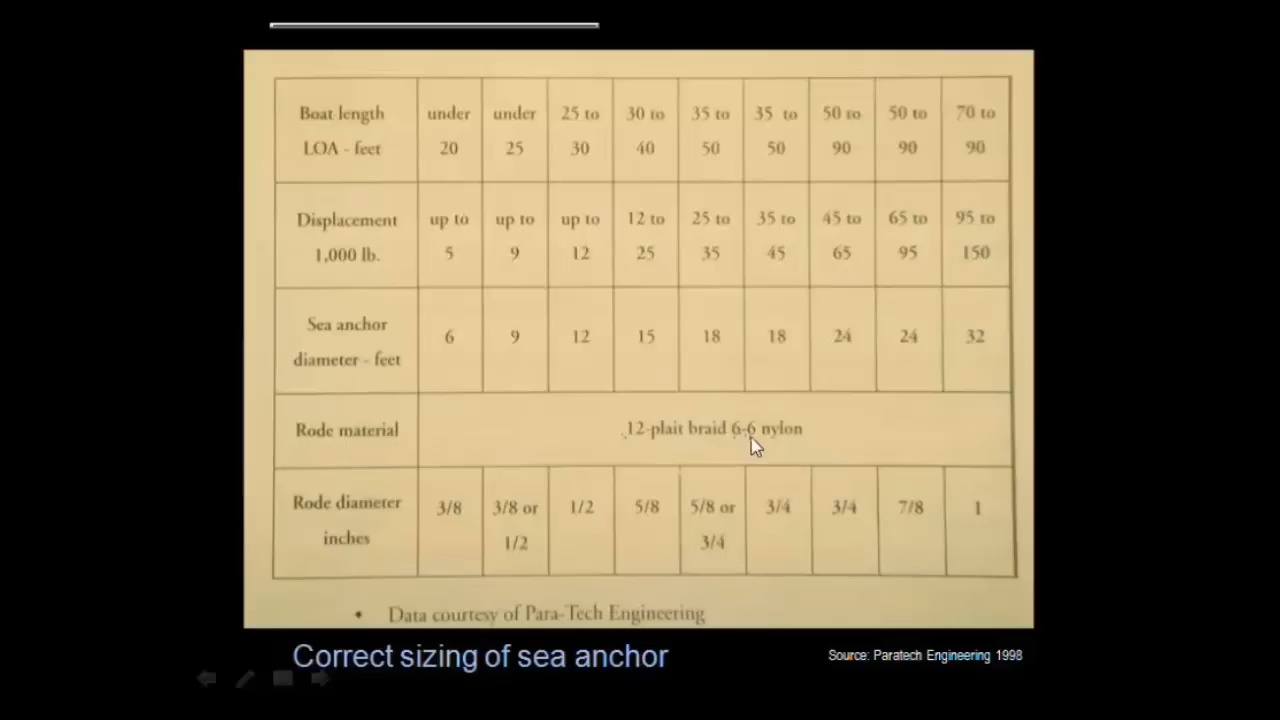 Boat length under under 25 to 30 to 35 to 35 to 50 to 50 to 70 to
LOA - feet 20 25 30 40 50 50 90 90 90
Displacement up to up to up to 12 to 25 to 35 to 45 to 65 to 95 to
1,000 lb. 5 9 12 25 35 45 65 95 150
Sea anchor
diameter - feet 6 9 12 15 18 18 24 24 32
Rode material 12-plait braid 6-6 nylon
Rode diameter 3/8 3/8 or 1/2 5/8 5/8 or 3/4 3/4 7/8 1
inches 1/2 3/4
• Data courtesy of Para-Tech Engineering
Correct sizing of sea anchor
Source: Paratech Engineering 1998